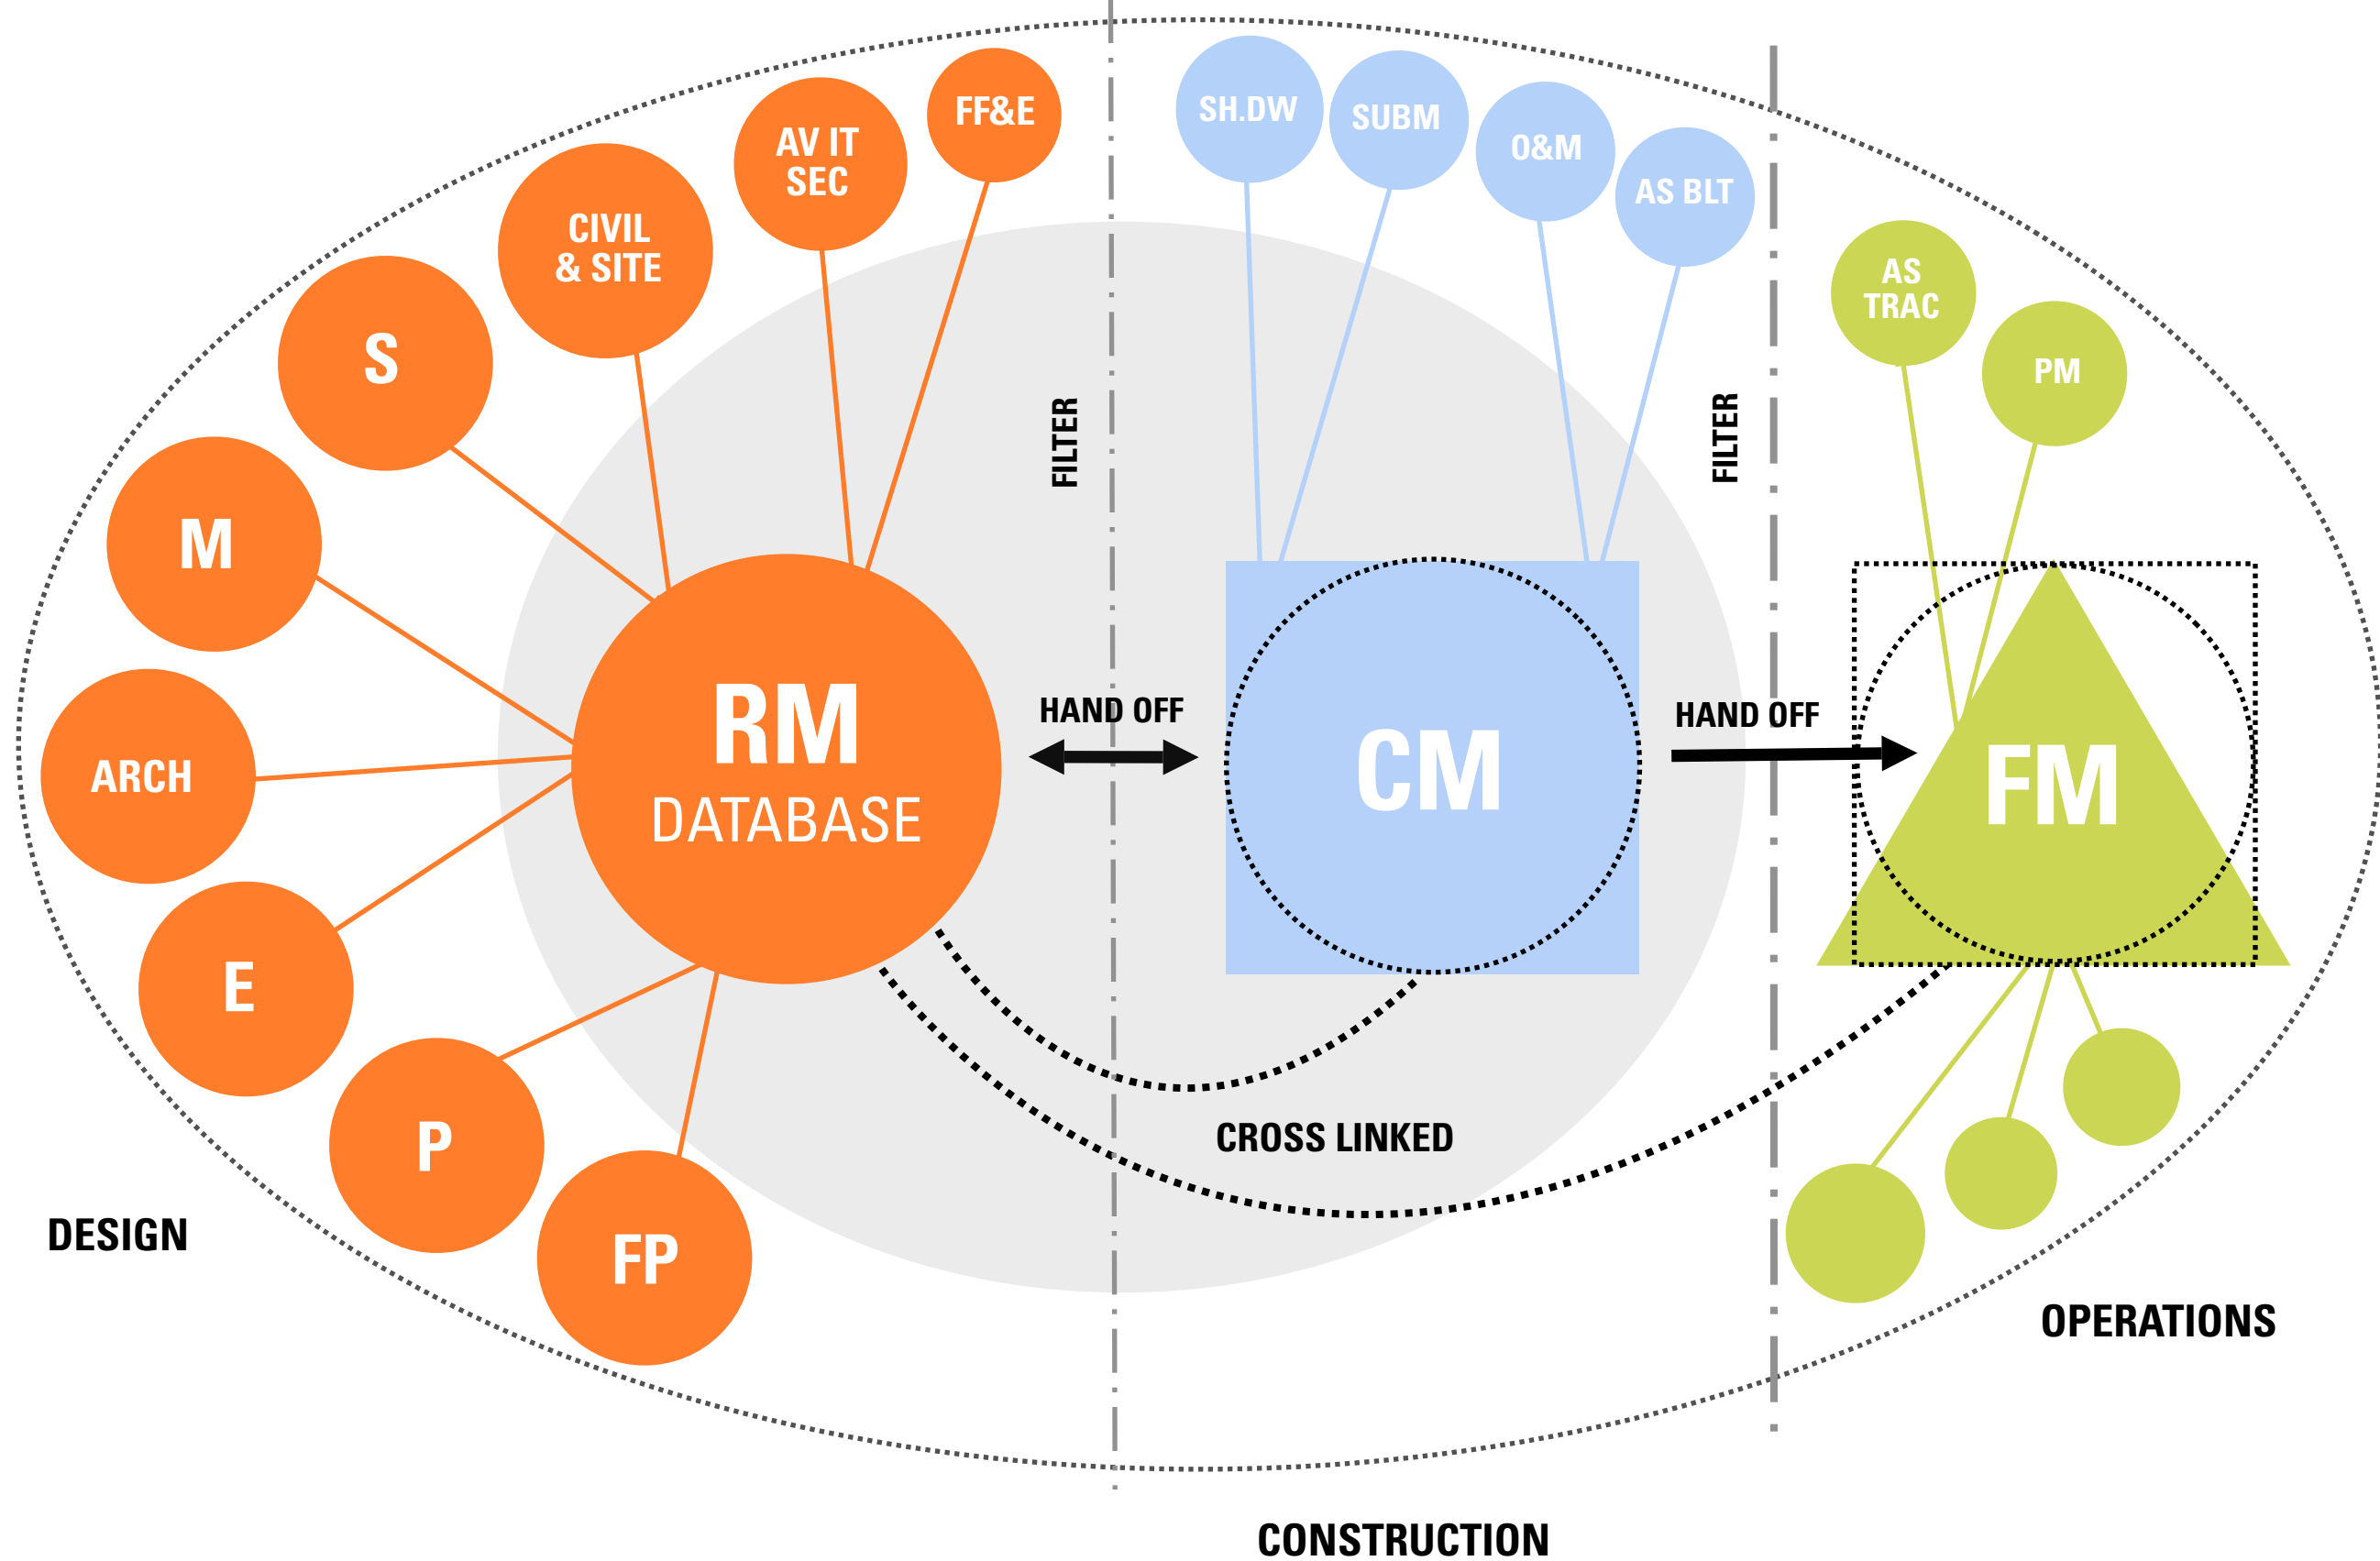 FF&E
AV IT
SEC
CIVIL
& SITE
S
M
ARCH
E
P
FP
RM
DATABASE
DESIGN
FILTER
HAND OFF
SH.DW
SUBM
O&M
AS BLT
CM
CROSS LINKED
CONSTRUCTION
FILTER
HAND OFF
AS
TRAC
PM
FM
OPERATIONS